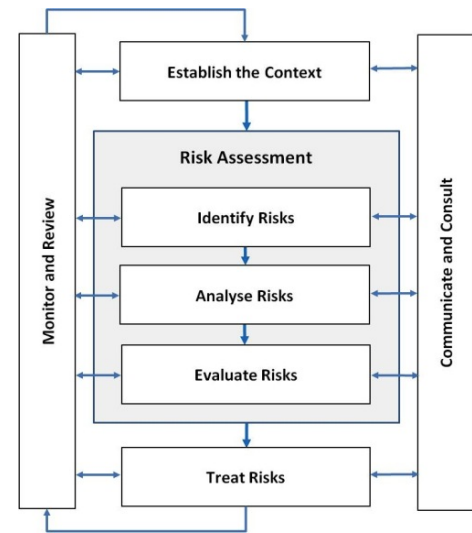 Establish the Context
Risk Assessment
Identify Risks
Analyse Risks
Evaluate Risks
Treat Risks
Monitor and Review
Communicate and Consult